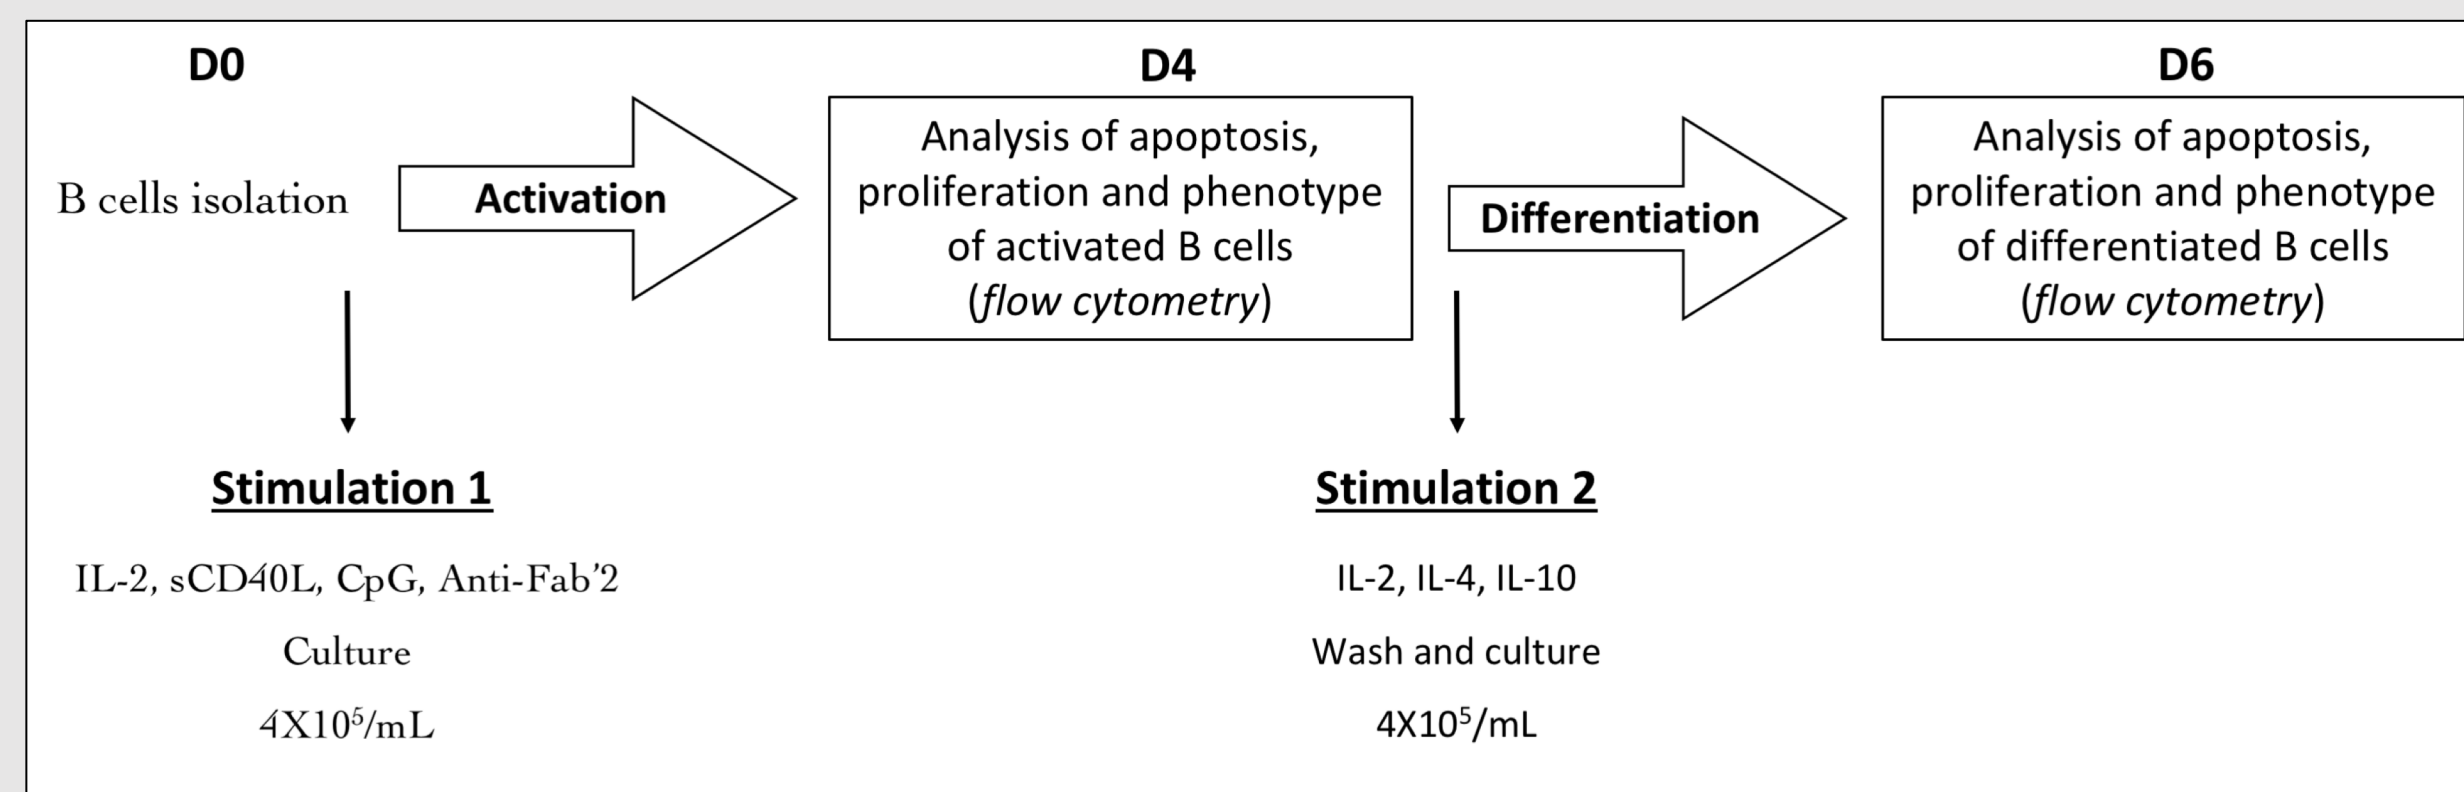 D0
D4
D6
B cells isolation
Activation
Analysis of apoptosis,
proliferation and phenotype
of activated B cells
(flow cytometry)
Differentiation
Analysis of apoptosis,
proliferation and phenotype
of differentiated B cells
(flow cytometry)
Stimulation 1
IL-2, sCD40L, CpG, Anti-Fab’2
Culture
4X10⁵/mL
Stimulation 2
IL-2, IL-4, IL-10
Wash and culture
4X10⁵/mL